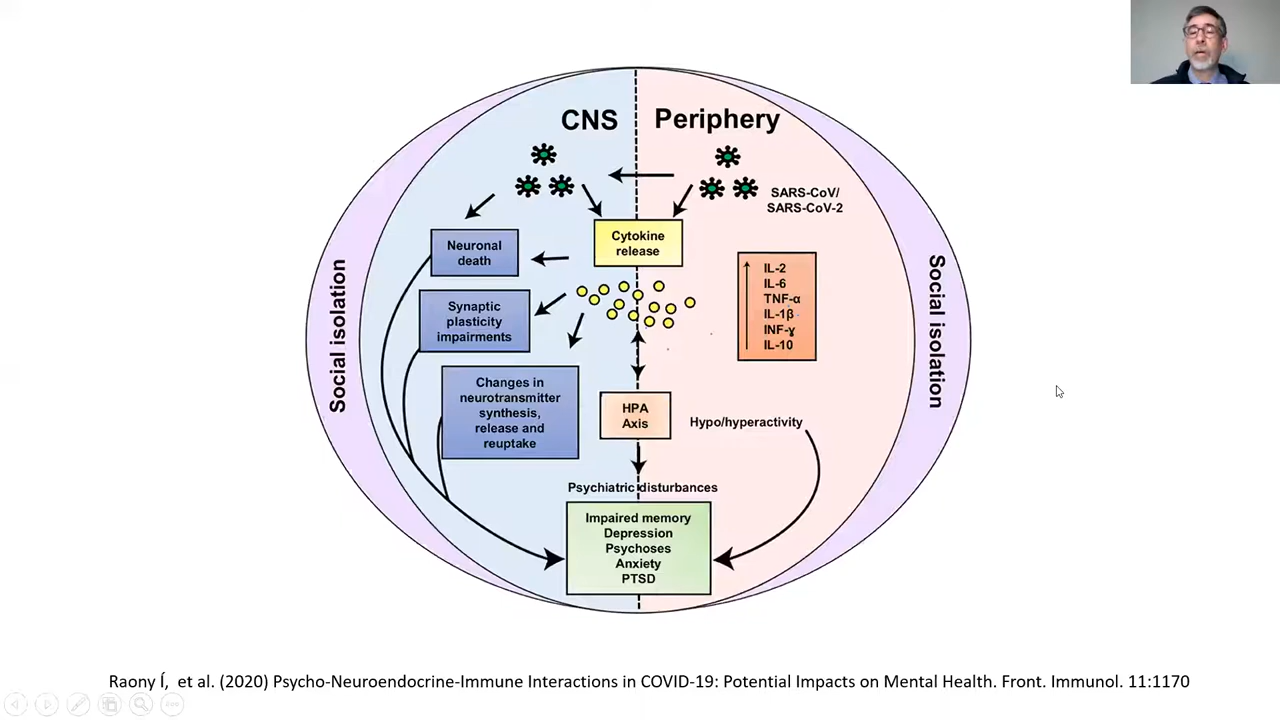 CNS
Periphery
SARS-CoV/
SARS-CoV-2
Cytokine
release
Neuronal
death
Synaptic
plasticity
impairments
Changes in
neurotransmitter
synthesis,
release and
reuptake
IL-2
IL-6
TNF-α
IL-1β
INF-ɣ
IL-10
HPA
Axis
Hypo/hyperactivity
Psychiatric disturbances
Impaired memory
Depression
Psychoses
Anxiety
PTSD
Social isolation
Social isolation
Raony Í,  et al. (2020) Psycho-Neuroendocrine-Immune Interactions in COVID-19: Potential Impacts on Mental Health. Front. Immunol. 11:1170